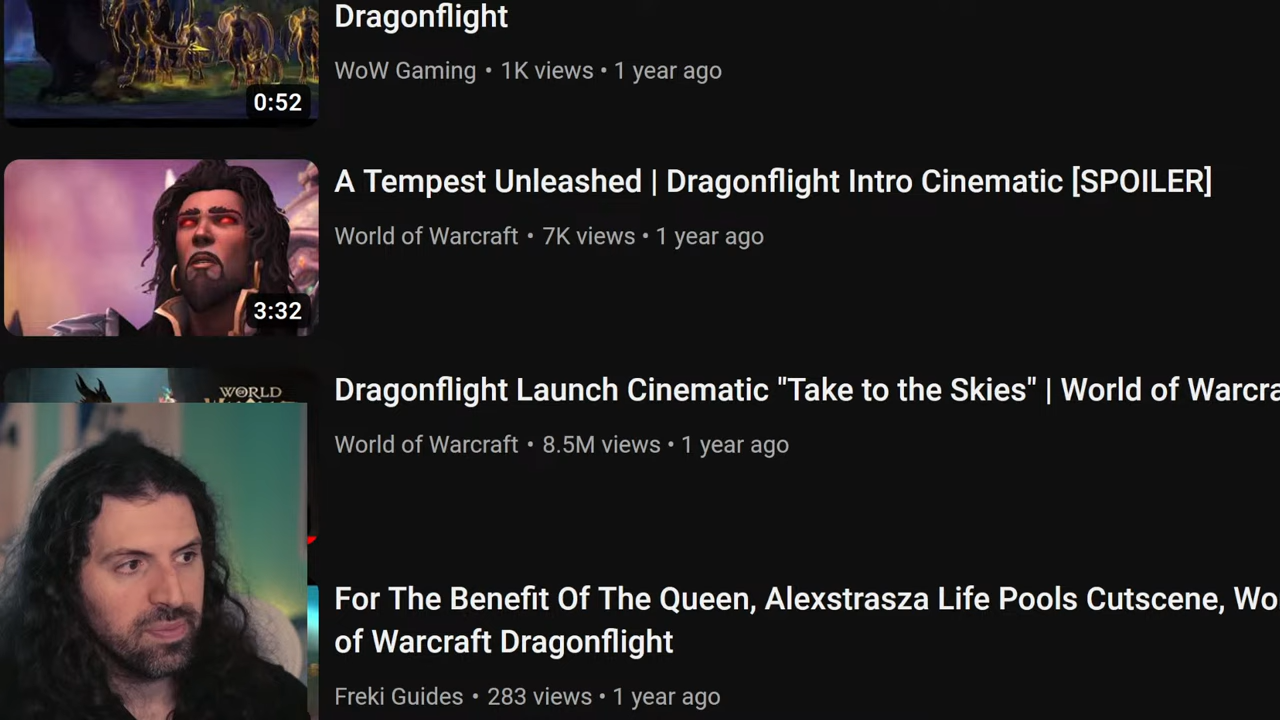 Dragonflight
WoW Gaming • 1K views • 1 year ago
0:52
A Tempest Unleashed | Dragonflight Intro Cinematic [SPOILER]
World of Warcraft • 7K views • 1 year ago
3:32
Dragonflight Launch Cinematic "Take to the Skies" | World of Warcra
World of Warcraft • 8.5M views • 1 year ago
WORLD
For The Benefit Of The Queen, Alexstrasza Life Pools Cutscene, Wo
of Warcraft Dragonflight
Freki Guides • 283 views • 1 year ago